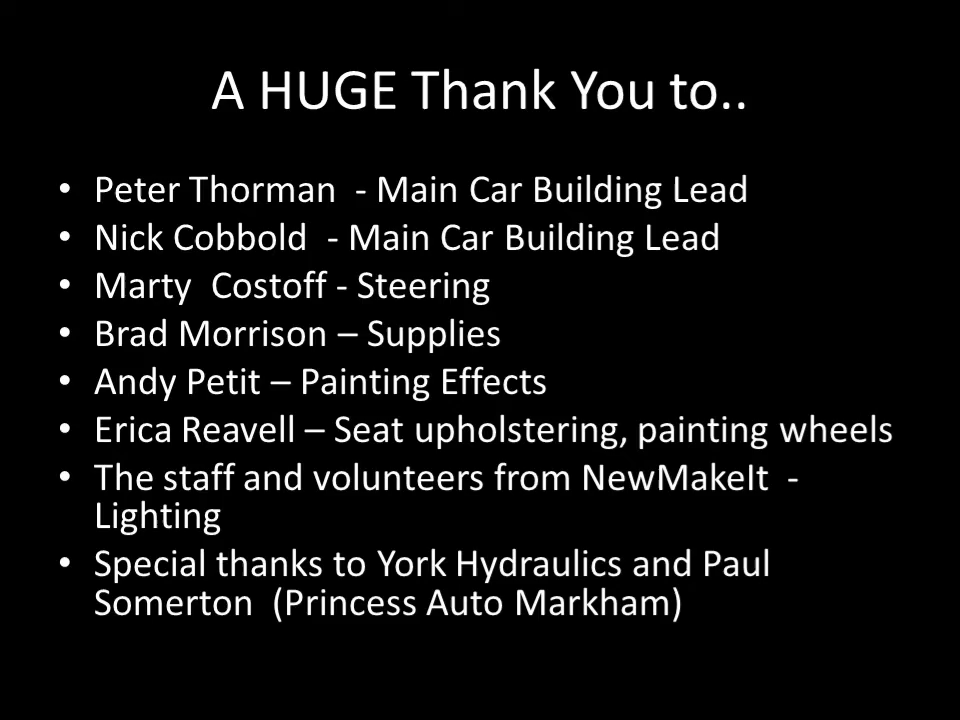 A HUGE Thank You to..
• Peter Thorman  - Main Car Building Lead
• Nick Cobbold  - Main Car Building Lead
• Marty  Costoff - Steering
• Brad Morrison – Supplies
• Andy Petit – Painting Effects
• Erica Reavell – Seat upholstering, painting wheels
• The staff and volunteers from NewMakeIt  -
Lighting
• Special thanks to York Hydraulics and Paul
Somerton  (Princess Auto Markham)